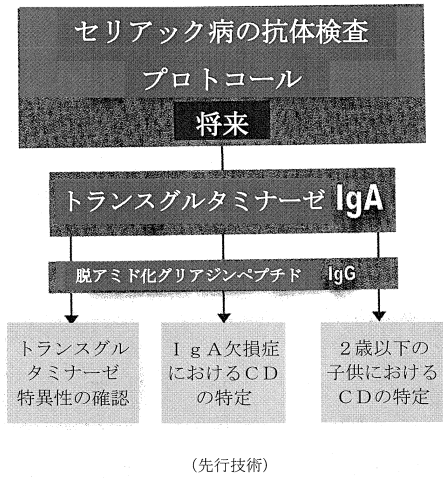 セリアック病の抗体検査
プロトコール
将来
トランスグルタミナーゼ IgA
脱アミド化グリアジンペプチド IgG
トランスグル
タミナーゼ
特異性の確認
ＩｇＡ欠損症
におけるＣＤ
の特定
２歳以下の
子供における
ＣＤの特定
(先行技術)